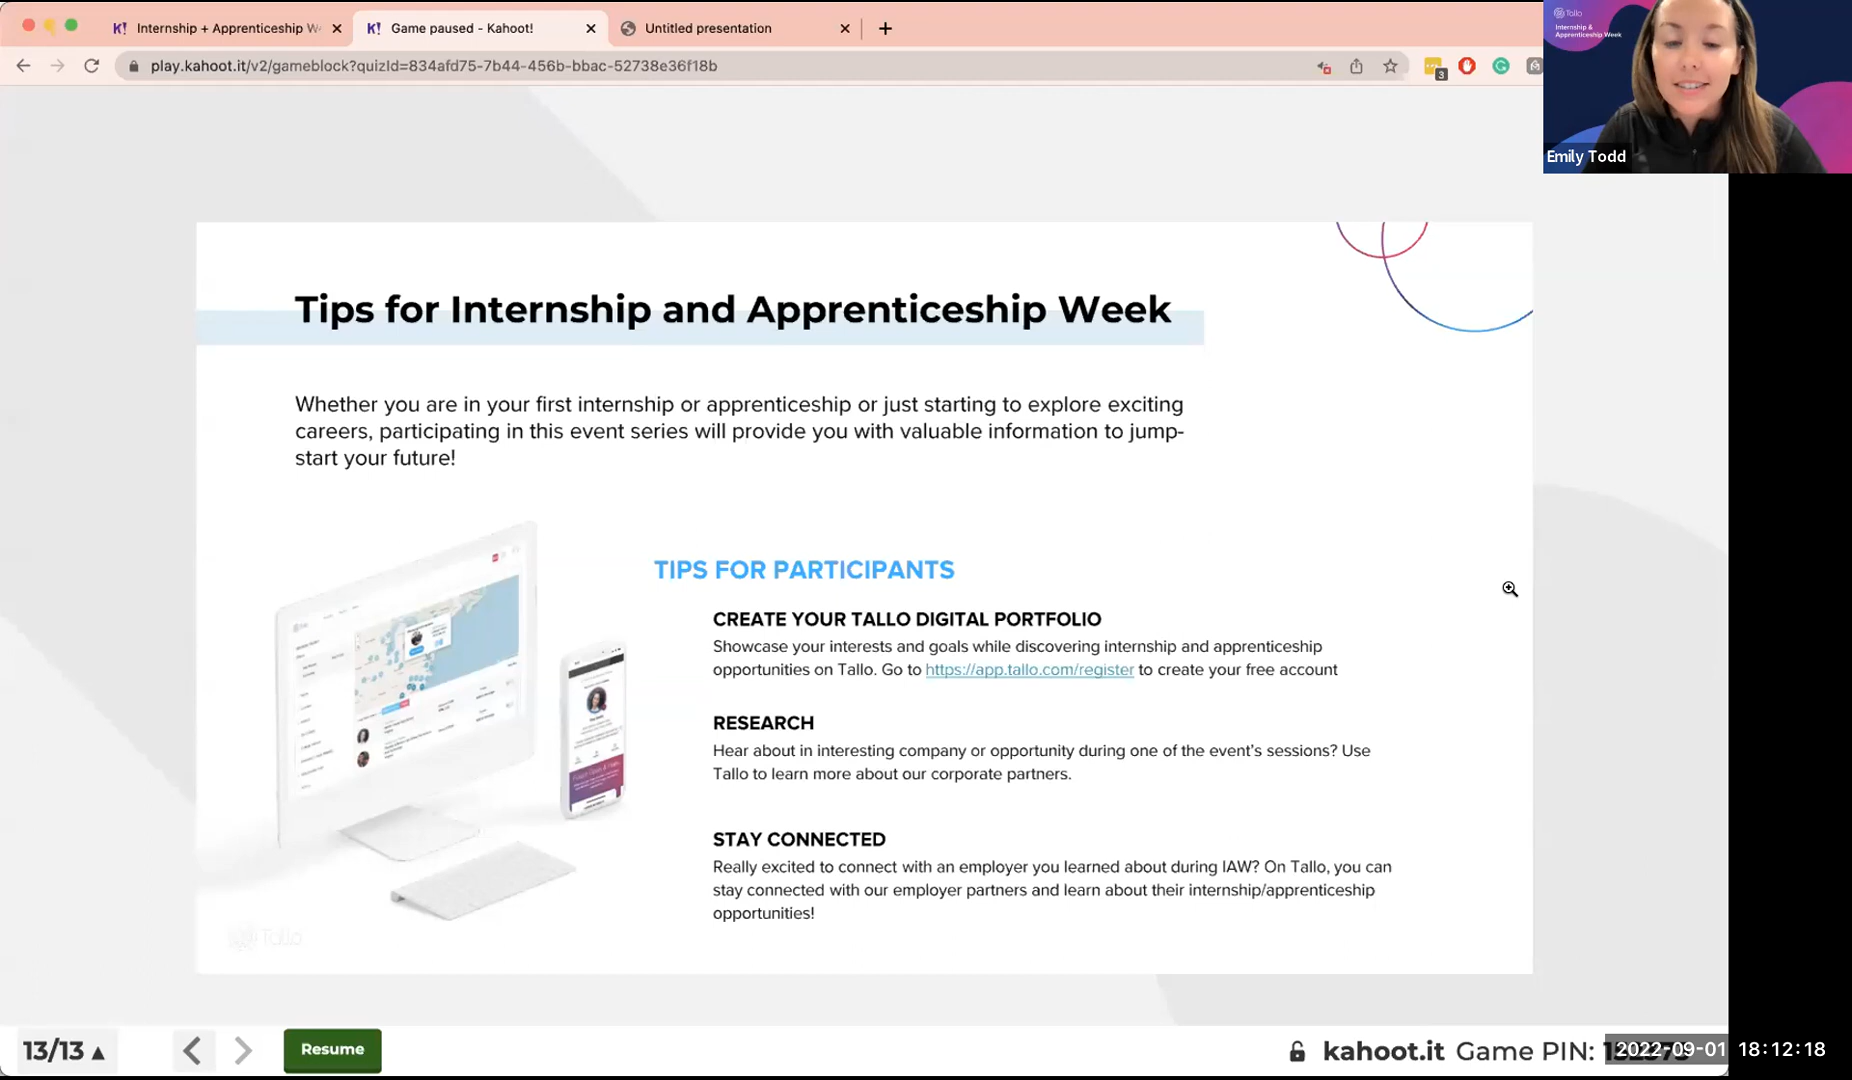 Internship + Apprenticeship W
Game paused - Kahoot!
Untitled presentation
play.kahoot.it/v2/gameblock?quizId=834afd75-7b44-456b-bbac-52738e36f18b
3
Tallo
Internship &
Apprenticeship Week
Emily Todd
Tips for Internship and Apprenticeship Week
Whether you are in your first internship or apprenticeship or just starting to explore exciting
careers, participating in this event series will provide you with valuable information to jump-
start your future!
TIPS FOR PARTICIPANTS
CREATE YOUR TALLO DIGITAL PORTFOLIO
Showcase your interests and goals while discovering internship and apprenticeship
opportunities on Tallo. Go to https://app.tallo.com/register to create your free account
RESEARCH
Hear about in interesting company or opportunity during one of the event's sessions? Use
Tallo to learn more about our corporate partners.
STAY CONNECTED
Really excited to connect with an employer you learned about during IAW? On Tallo, you can
stay connected with our employer partners and learn about their internship/apprenticeship
opportunities!
Tallo
13/13
Resume
kahoot.it Game PIN:
2022-09-01 18:12:18